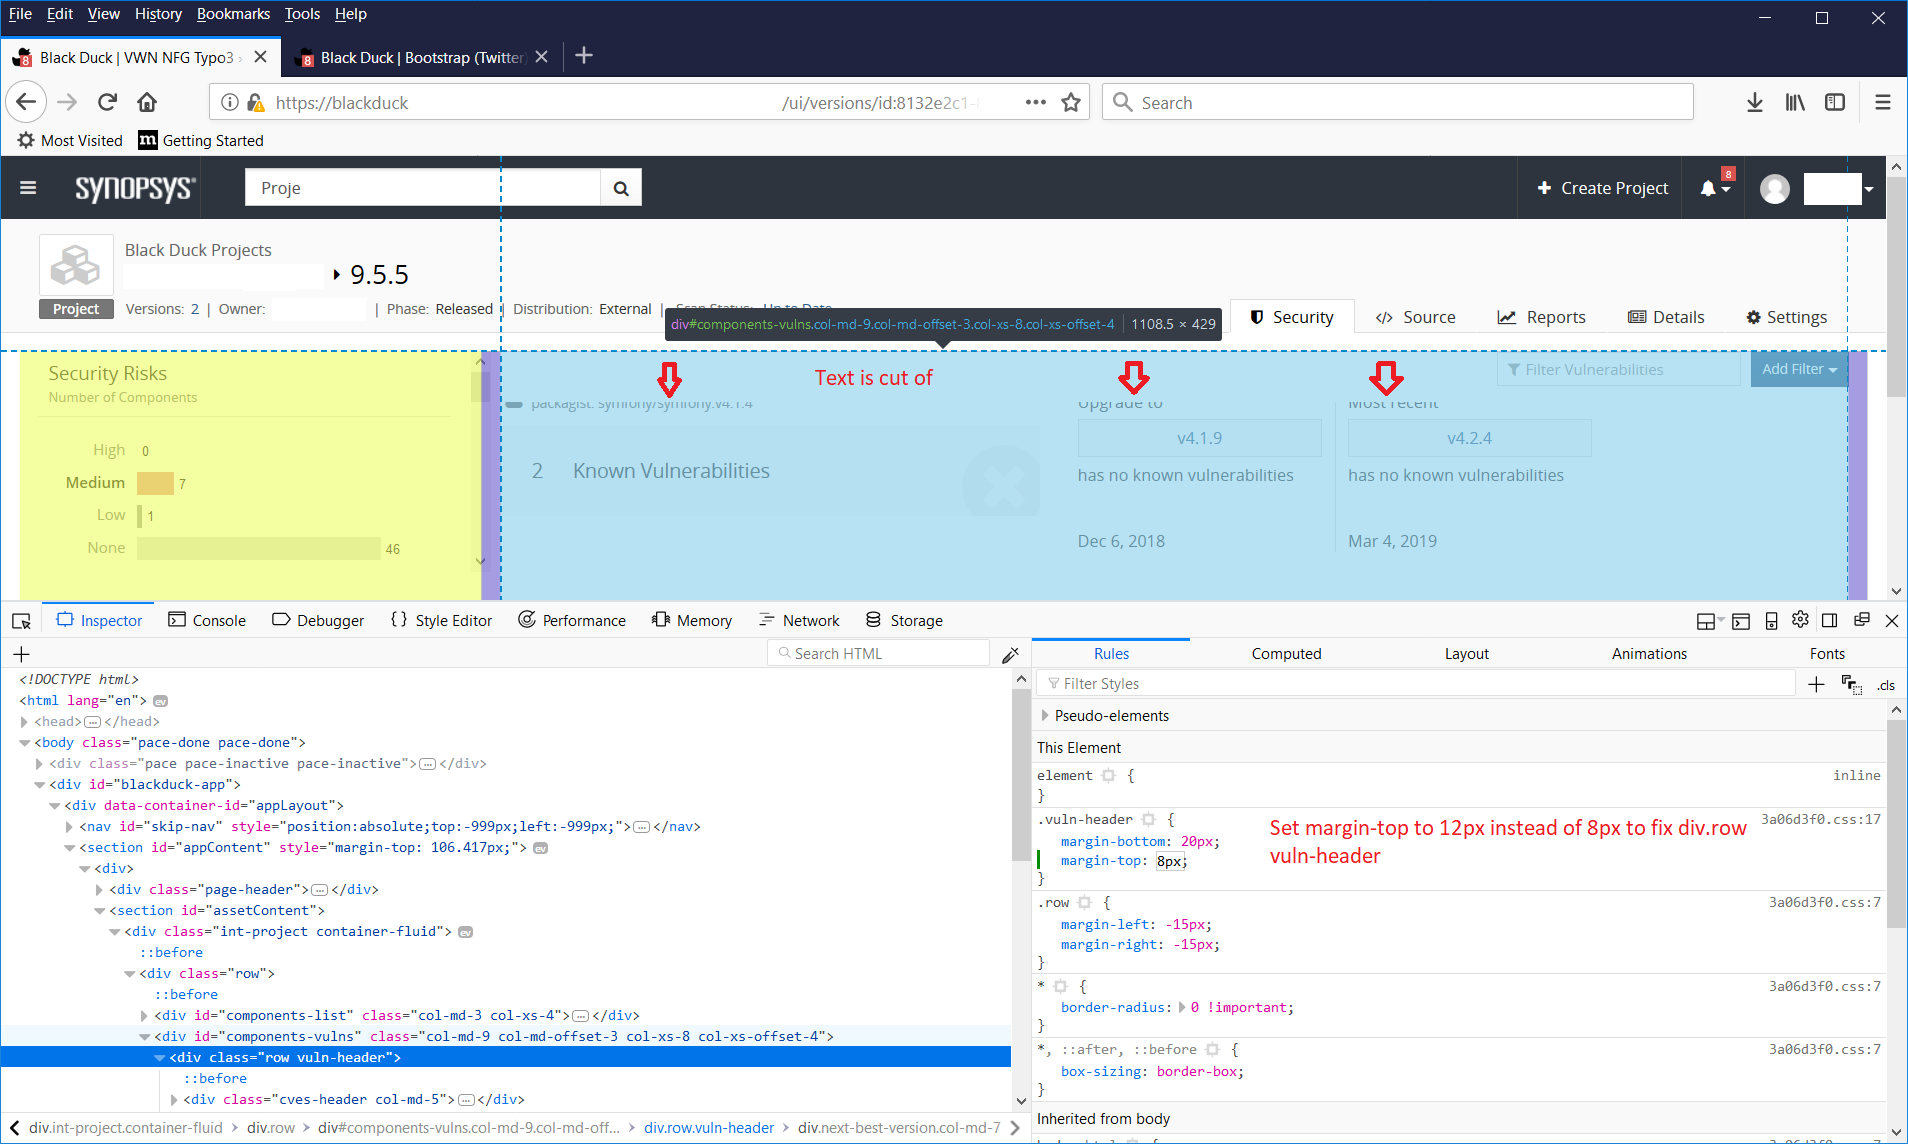 File Edit View History Bookmarks Tools Help
8 Black Duck | VWN NFG Typo3
8 Black Duck | Bootstrap (Twitter)
https://blackduck /ui/versions/id:8132e2c1-
Search
Most Visited m Getting Started
SYNOPSYS Proje Create Project 8
Black Duck Projects
9.5.5
Project Versions: 2 | Owner: | Phase: Released | Distribution: External | Scan Status: Up to Date
div#components-vulns.col-md-9.col-md-offset-3.col-xs-8.col-xs-offset-4 | 1108.5 × 429
Security Source Reports Details Settings
Security Risks
Number of Components
High 0
Medium 7
Low 1
None 46
Text is cut of
Filter Vulnerabilities Add Filter
packagist: symfony/symfony:v4.1.4
2 Known Vulnerabilities
Upgrade to
v4.1.9
has no known vulnerabilities
Dec 6, 2018
Most recent
v4.2.4
has no known vulnerabilities
Mar 4, 2019
Inspector Console Debugger { } Style Editor Performance Memory Network Storage
Search HTML
<!DOCTYPE html>
<html lang="en"> ev
<head>…</head>
<body class="pace-done pace-done">
<div class="pace pace-inactive pace-inactive">…</div>
<div id="blackduck-app">
<div data-container-id="appLayout">
<nav id="skip-nav" style="position:absolute;top:-999px;left:-999px;">…</nav>
<section id="appContent" style="margin-top: 106.417px;"> ev
<div>
<div class="page-header">…</div>
<section id="assetContent">
<div class="int-project container-fluid"> ev
::before
<div class="row">
::before
<div id="components-list" class="col-md-3 col-xs-4">…</div>
<div id="components-vulns" class="col-md-9 col-md-offset-3 col-xs-8 col-xs-offset-4">
<div class="row vuln-header">
::before
<div class="cves-header col-md-5">…</div>
div.int-project.container-fluid > div.row > div#components-vulns.col-md-9.col-md-off... > div.row.vuln-header > div.next-best-version.col-md-7
Rules Computed Layout Animations Fonts
Filter Styles + .cls
Pseudo-elements
This Element
element { inline
}
.vuln-header { 3a06d3f0.css:17
margin-bottom: 20px;
margin-top: 8px;
}
Set margin-top to 12px instead of 8px to fix div.row
vuln-header
.row { 3a06d3f0.css:7
margin-left: -15px;
margin-right: -15px;
}
* { 3a06d3f0.css:7
border-radius: 0 !important;
}
*, ::after, ::before { 3a06d3f0.css:7
box-sizing: border-box;
}
Inherited from body